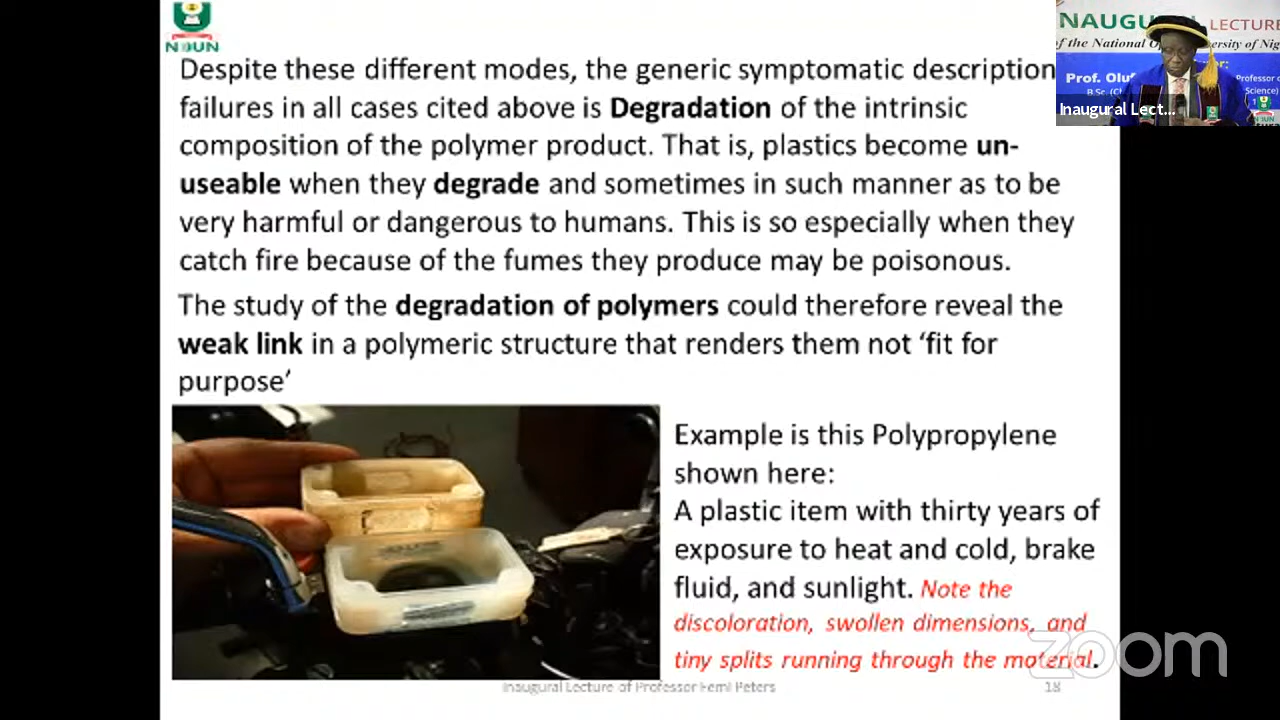 NOUN
Despite these different modes, the generic symptomatic description
failures in all cases cited above is Degradation of the intrinsic
composition of the polymer product. That is, plastics become un-
useable when they degrade and sometimes in such manner as to be
very harmful or dangerous to humans. This is so especially when they
catch fire because of the fumes they produce may be poisonous.
The study of the degradation of polymers could therefore reveal the
weak link in a polymeric structure that renders them not ‘fit for
purpose’
Example is this Polypropylene
shown here:
A plastic item with thirty years of
exposure to heat and cold, brake
fluid, and sunlight. Note the
discoloration, swollen dimensions, and
tiny splits running through the material.
Inaugural Lecture of Professor Femi Peters
18
zoom
LECTURE
of the National
Prof.
Inaugural Lect...